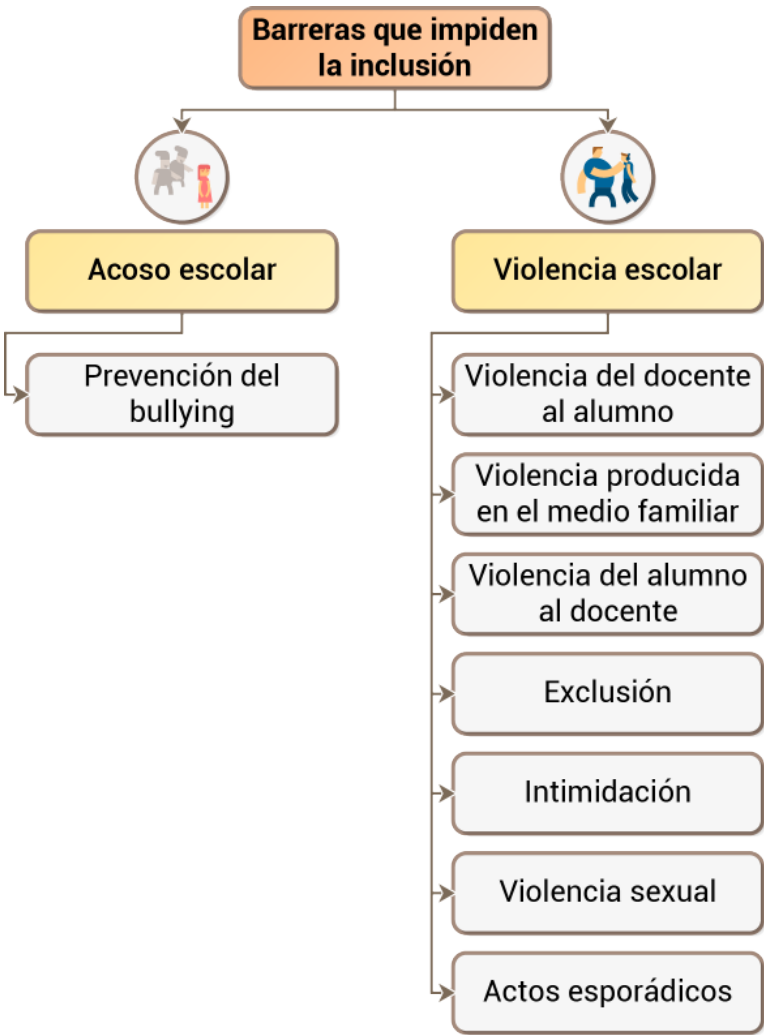 Barreras que impiden
la inclusión
Acoso escolar
Prevención del
bullying
Violencia escolar
Violencia del docente
al alumno
Violencia producida
en el medio familiar
Violencia del alumno
al docente
Exclusión
Intimidación
Violencia sexual
Actos esporádicos